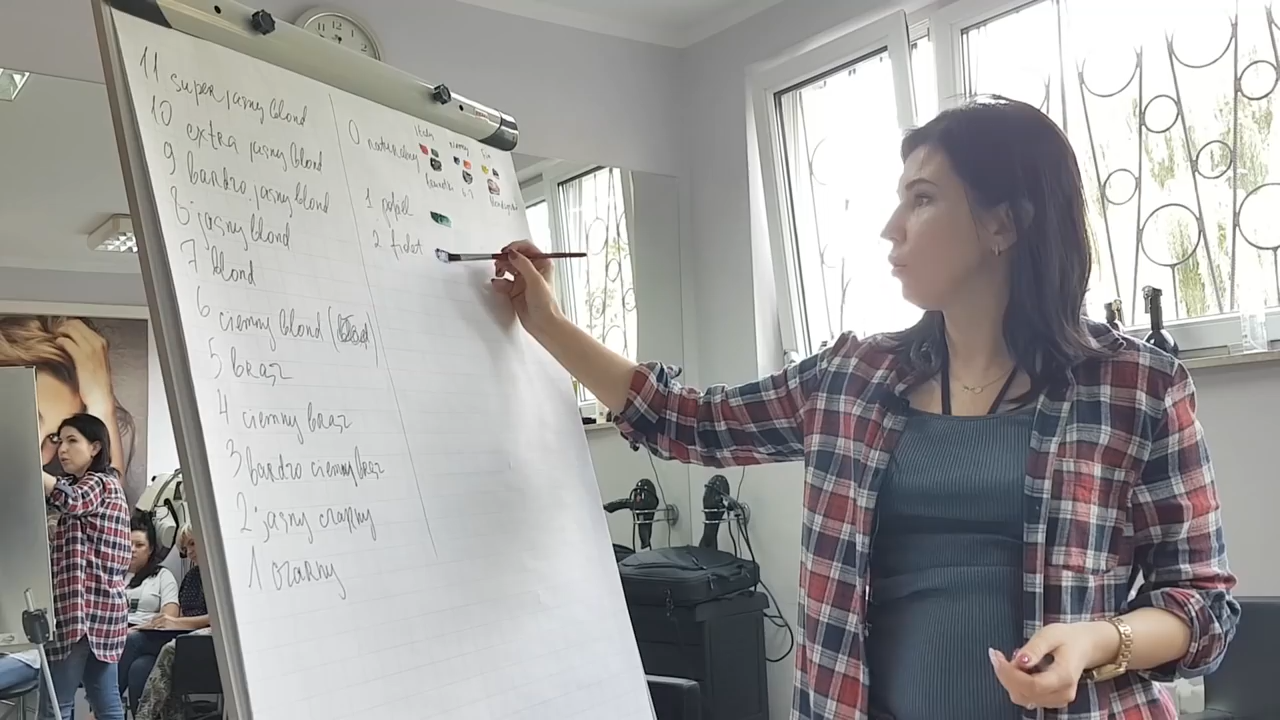 11 super jasny blond
10 extra jasny blond
9 bardzo jasny blond
8 jasny blond
7 blond
6 ciemny blond
5 brąz
4 ciemny brąz
3 bardzo ciemny brąz
2 jasny czarny
1 czarny
0 naturalny
1 popiel
2 fiolet